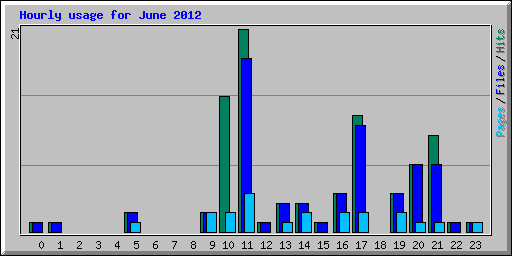 Hourly usage for June 2012
21
Pages / Files / Hits
0 1 2 3 4 5 6 7 8 9 10 11 12 13 14 15 16 17 18 19 20 21 22 23